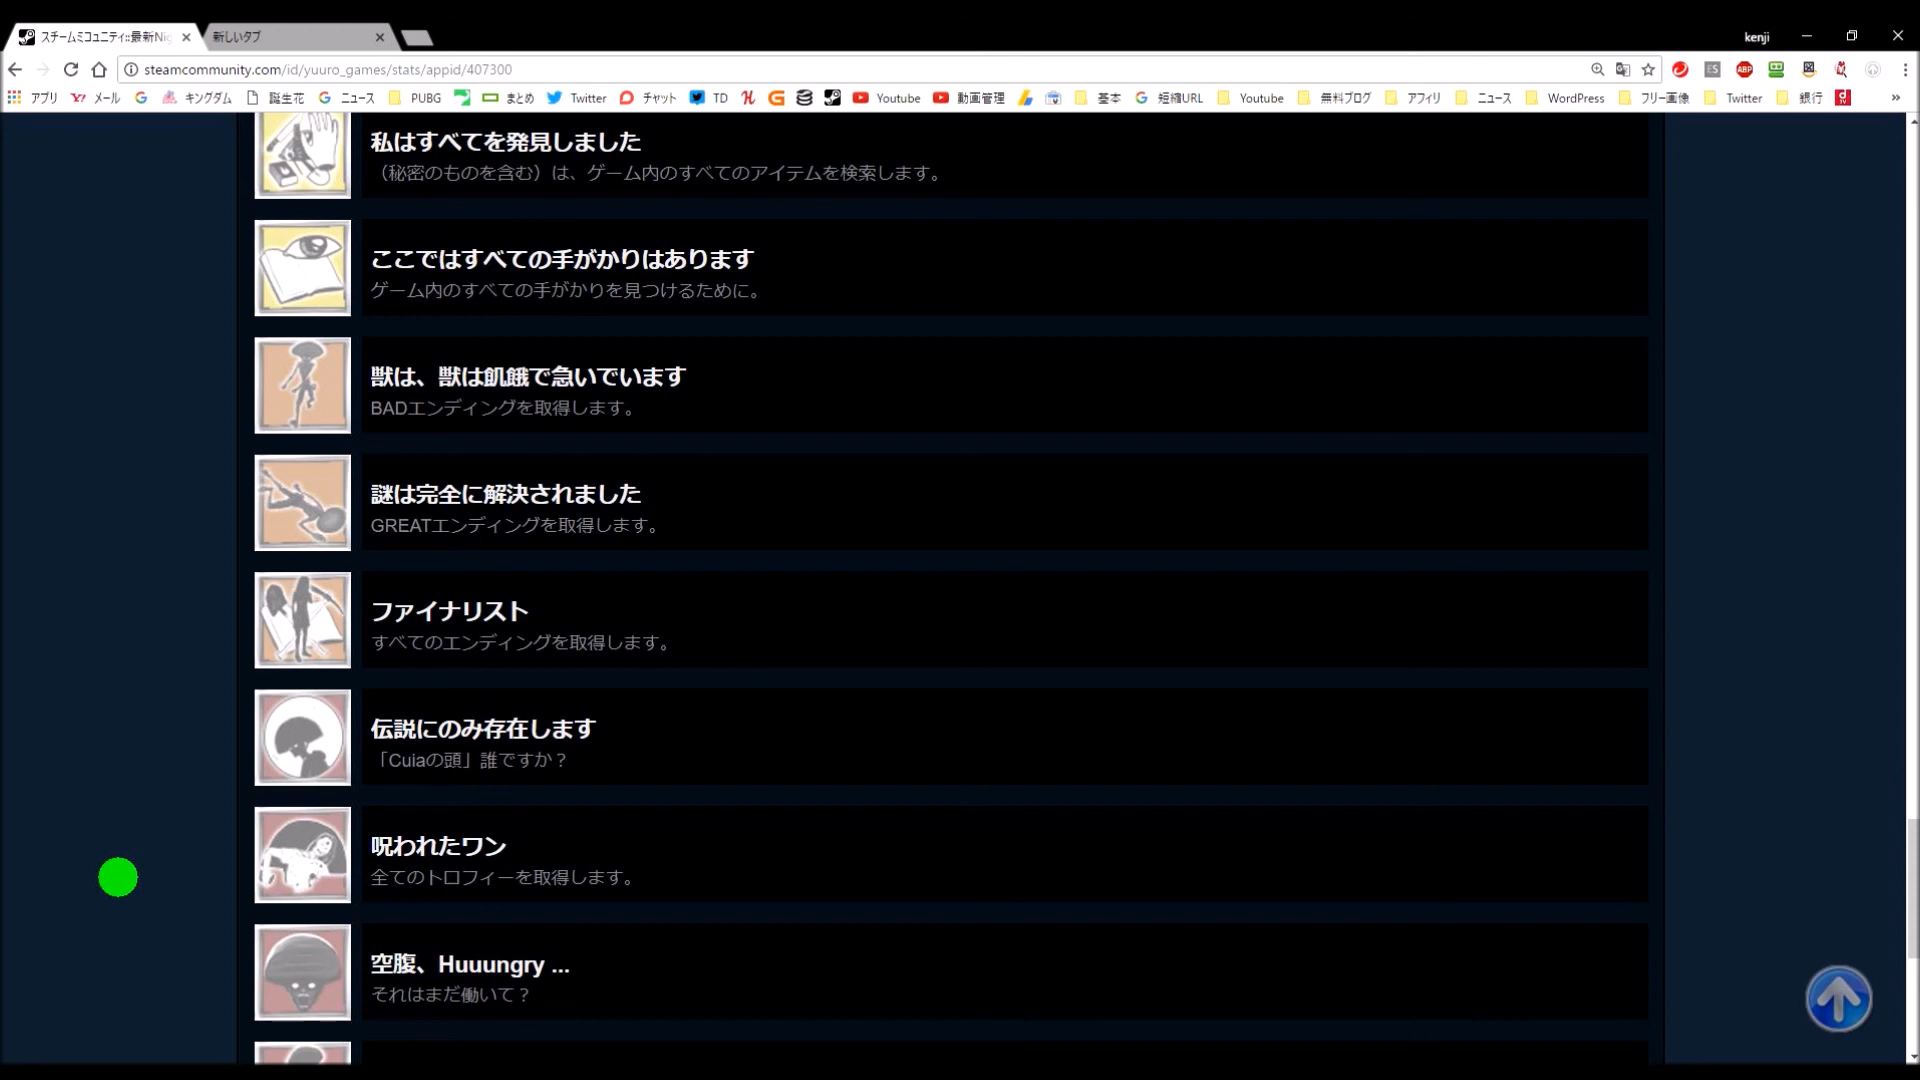 スチームミコュニティ::最新Nig
新しいタブ
kenji
steamcommunity.com/id/yuuro_games/stats/appid/407300
アプリ メール キングダム 誕生花 ニュース PUBG まとめ Twitter チャット TD Youtube 動画管理 基本 短縮URL Youtube 無料ブログ アフィリ ニュース WordPress フリー画像 Twitter 銀行
私はすべてを発見しました
（秘密のものを含む）は、ゲーム内のすべてのアイテムを検索します。
ここではすべての手がかりはあります
ゲーム内のすべての手がかりを見つけるために。
獣は、獣は飢餓で急いでいます
BADエンディングを取得します。
謎は完全に解決されました
GREATエンディングを取得します。
ファイナリスト
すべてのエンディングを取得します。
伝説にのみ存在します
「Cuiaの頭」誰ですか？
呪われたワン
全てのトロフィーを取得します。
空腹、Huuungry ...
それはまだ働いて？